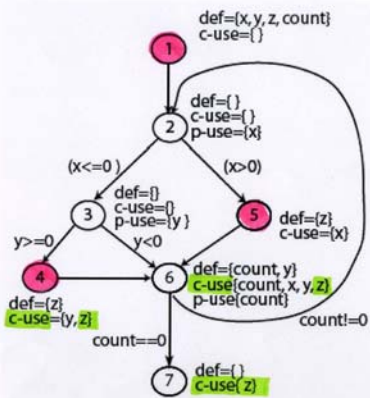 1
def={x, y, z, count}
c-use={ }
2
def={ }
c-use={ }
p-use={x}
(x<=0 )
(x>0)
3
def={}
c-use={}
p-use={y }
5
def={z}
c-use={x}
y>=0
y<0
4
def={z}
c-use={y, z}
6
def={count, y}
c-use{count, x, y, z}
p-use{count}
count==0
count!=0
7
def={ }
c-use{ z}